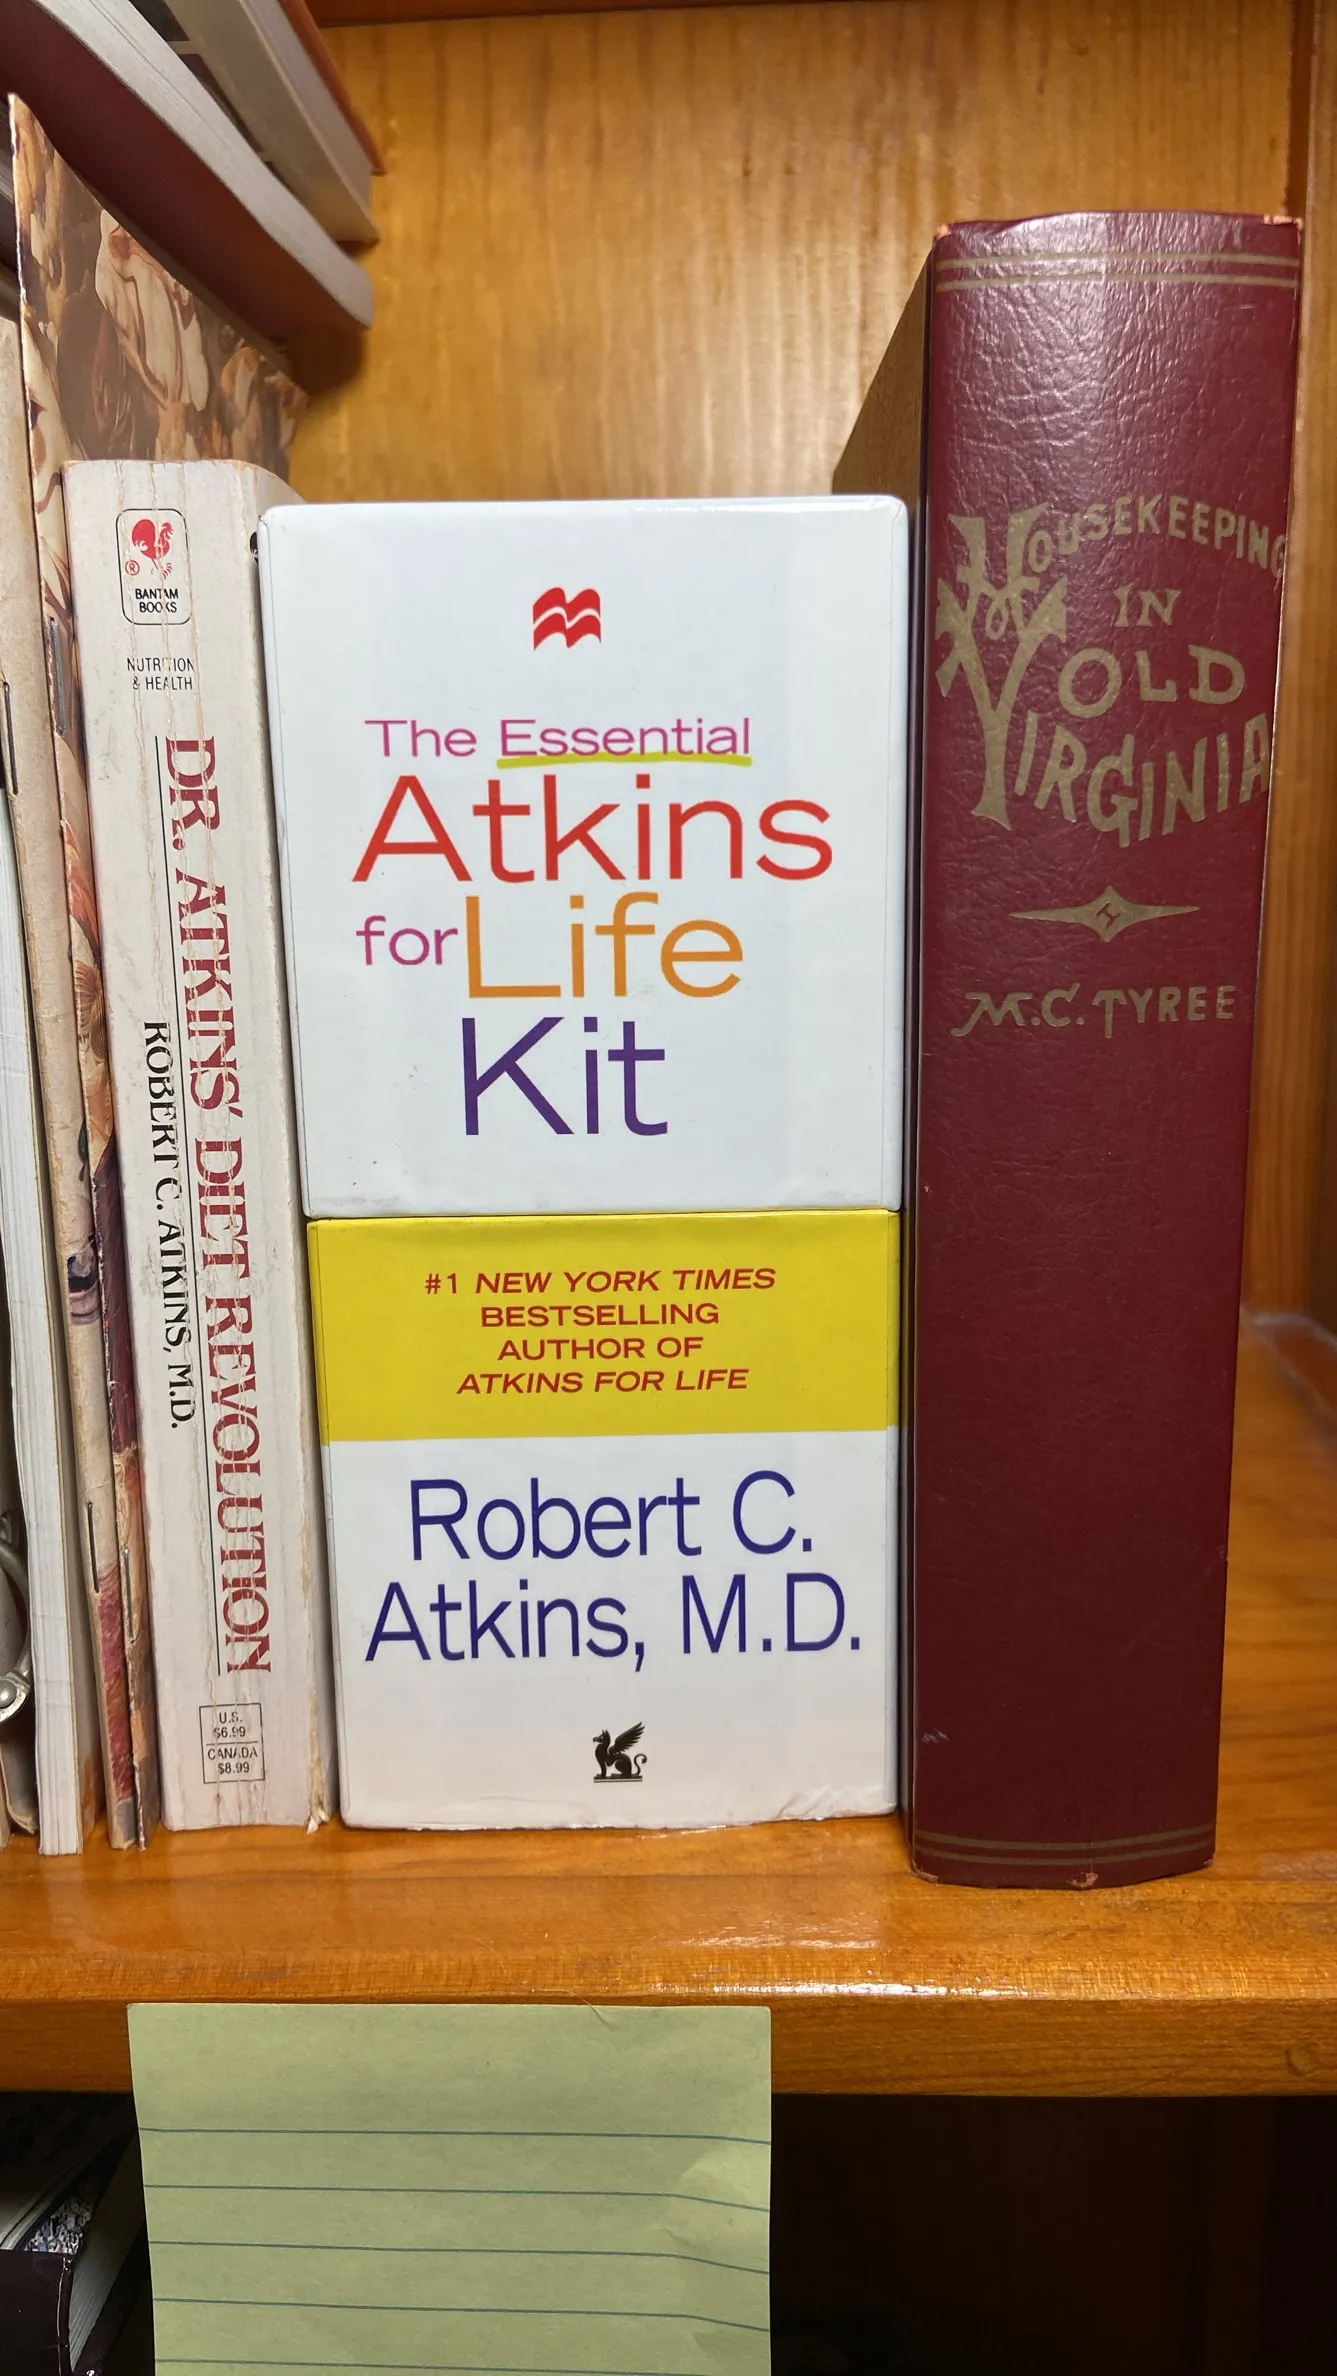 ®
BANTAM
BOOKS
NUTRITION
& HEALTH
DR. ATKINS' DIET REVOLUTION
ROBERT C. ATKINS, M.D.
U.S.
$6.99
CANADA
$8.99
The Essential
Atkins
for Life
Kit
#1 NEW YORK TIMES
BESTSELLING
AUTHOR OF
ATKINS FOR LIFE
Robert C.
Atkins, M.D.
HOUSEKEEPING
IN
OLD
VIRGINIA
M.C. TYREE